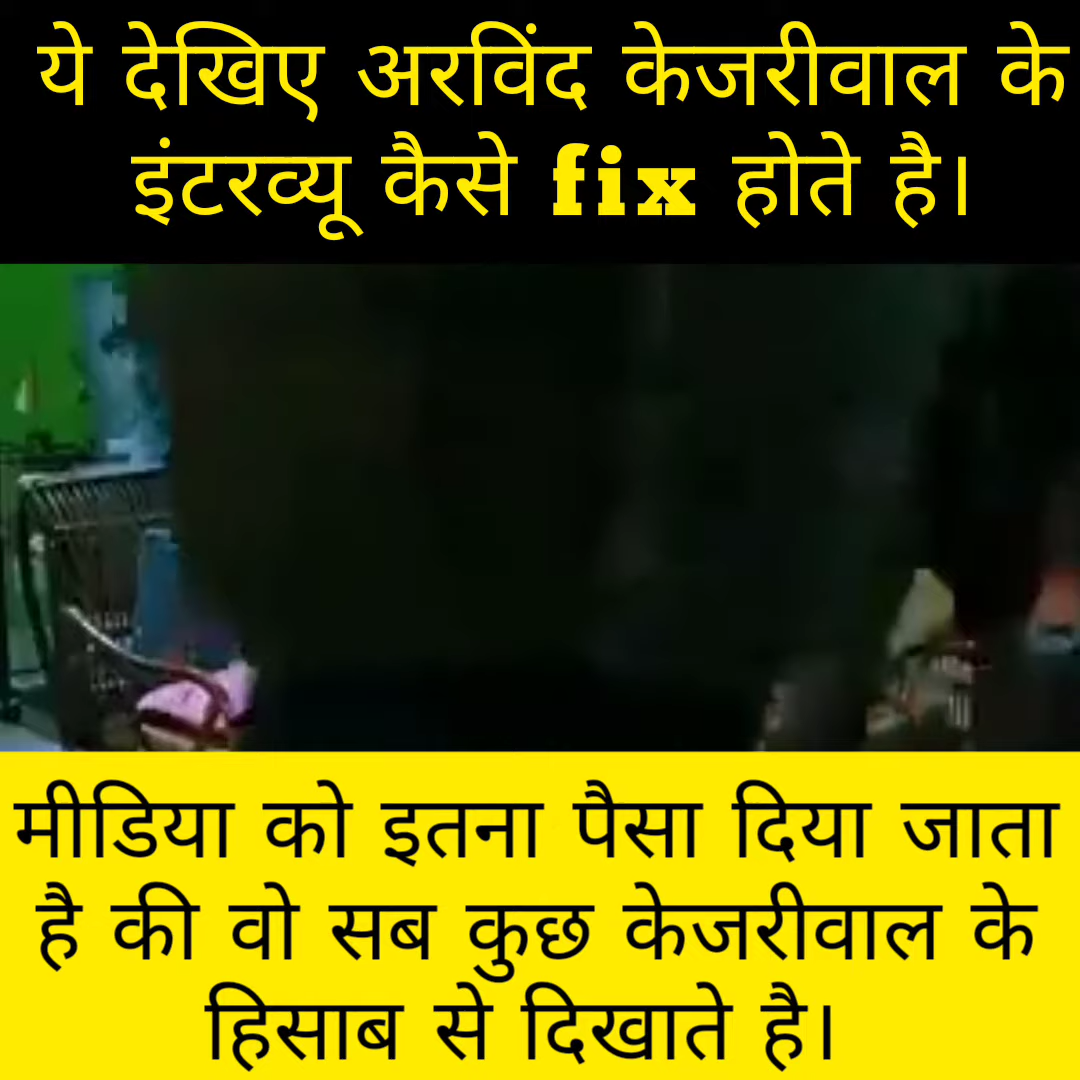 ये देखिए अरविंद केजरीवाल के
इंटरव्यू कैसे fix होते है।
मीडिया को इतना पैसा दिया जाता
है की वो सब कुछ केजरीवाल के
हिसाब से दिखाते है।